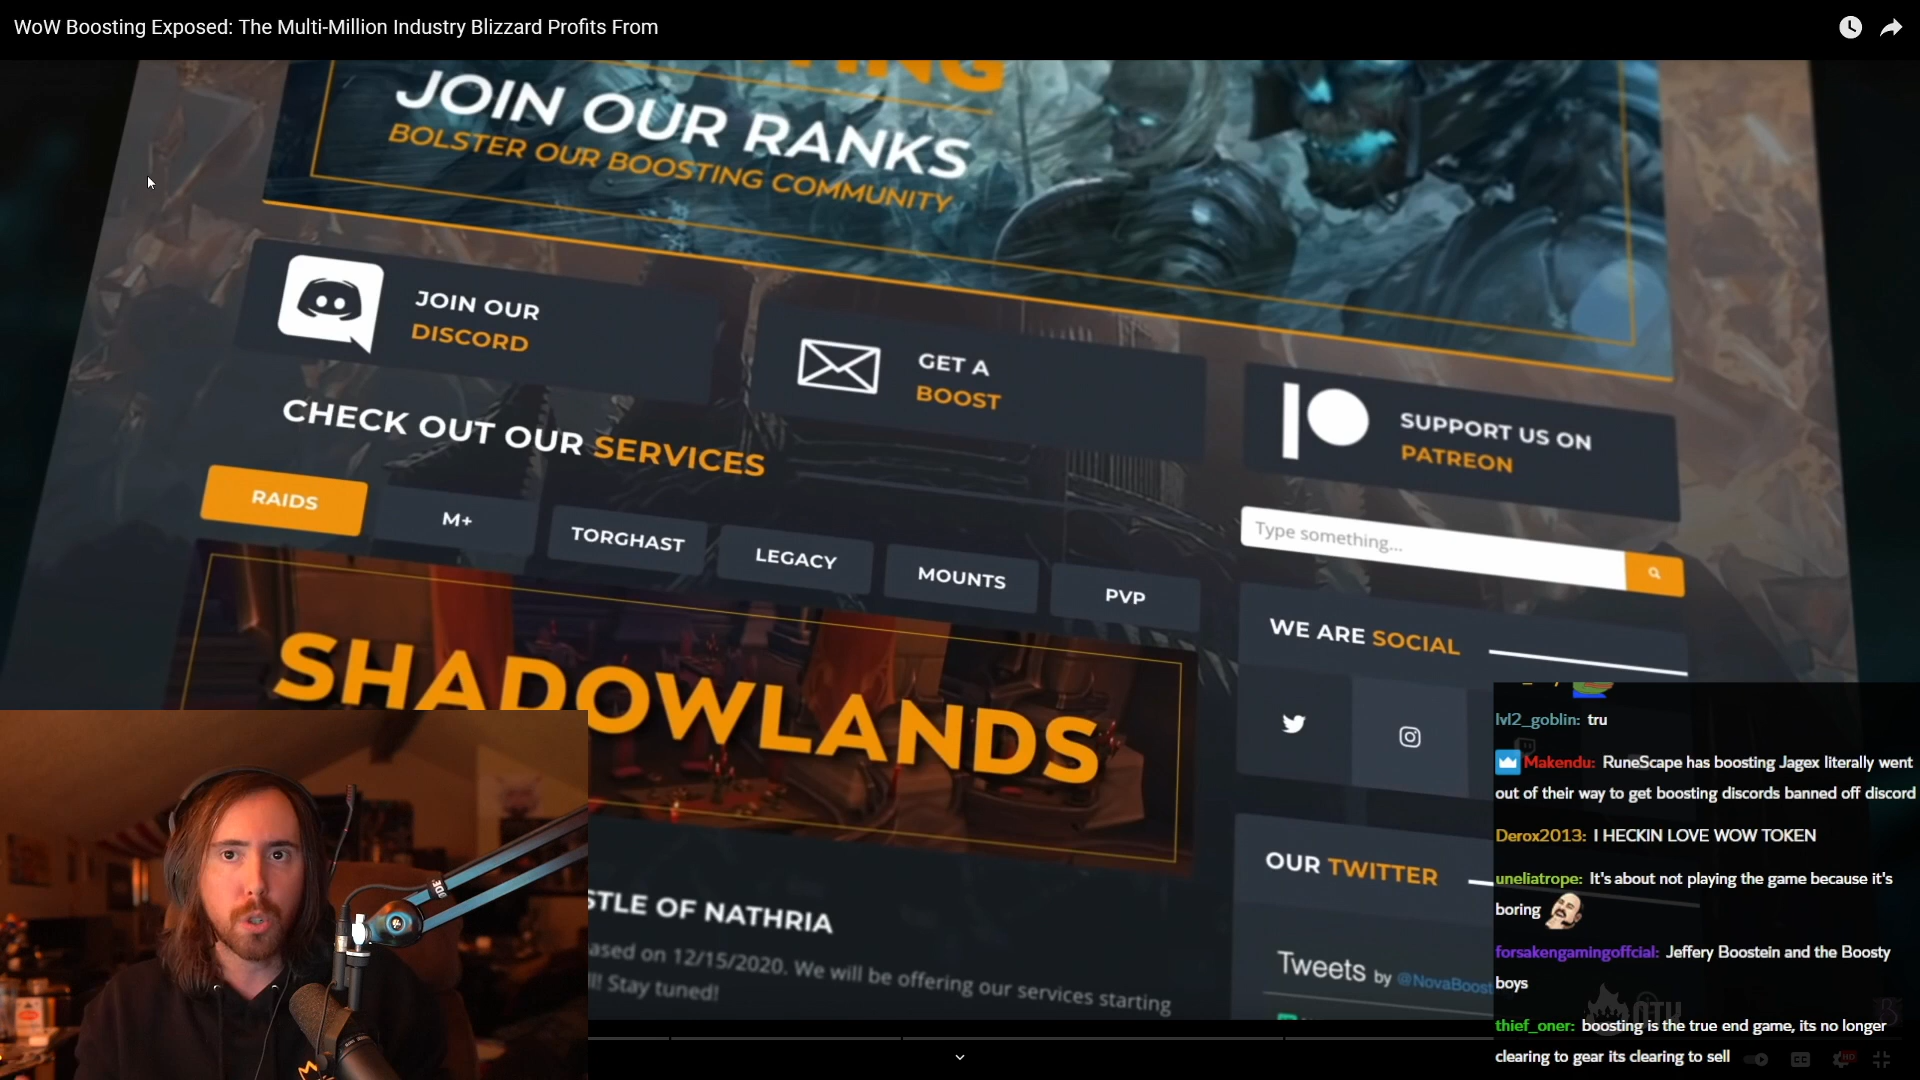 WoW Boosting Exposed: The Multi-Million Industry Blizzard Profits From
JOIN OUR RANKS
BOLSTER OUR BOOSTING COMMUNITY
JOIN OUR
DISCORD
GET A
BOOST
SUPPORT US ON
PATREON
CHECK OUT OUR SERVICES
RAIDS
M+
TORGHAST
LEGACY
MOUNTS
PVP
Type something...
WE ARE SOCIAL
SHADOWLANDS
OUR TWITTER
Tweets by @NovaBoost
STLE OF NATHRIA
ased on 12/15/2020. We will be offering our services starting
! Stay tuned!
lvl2_goblin: tru
Makendu: RuneScape has boosting Jagex literally went
out of their way to get boosting discords banned off discord
Derox2013: I HECKIN LOVE WOW TOKEN
uneliatrope: It's about not playing the game because it's
boring
forsakengamingoffcial: Jeffery Boostein and the Boosty
boys
thief_oner: boosting is the true end game, its no longer
clearing to gear its clearing to sell
CC
HD